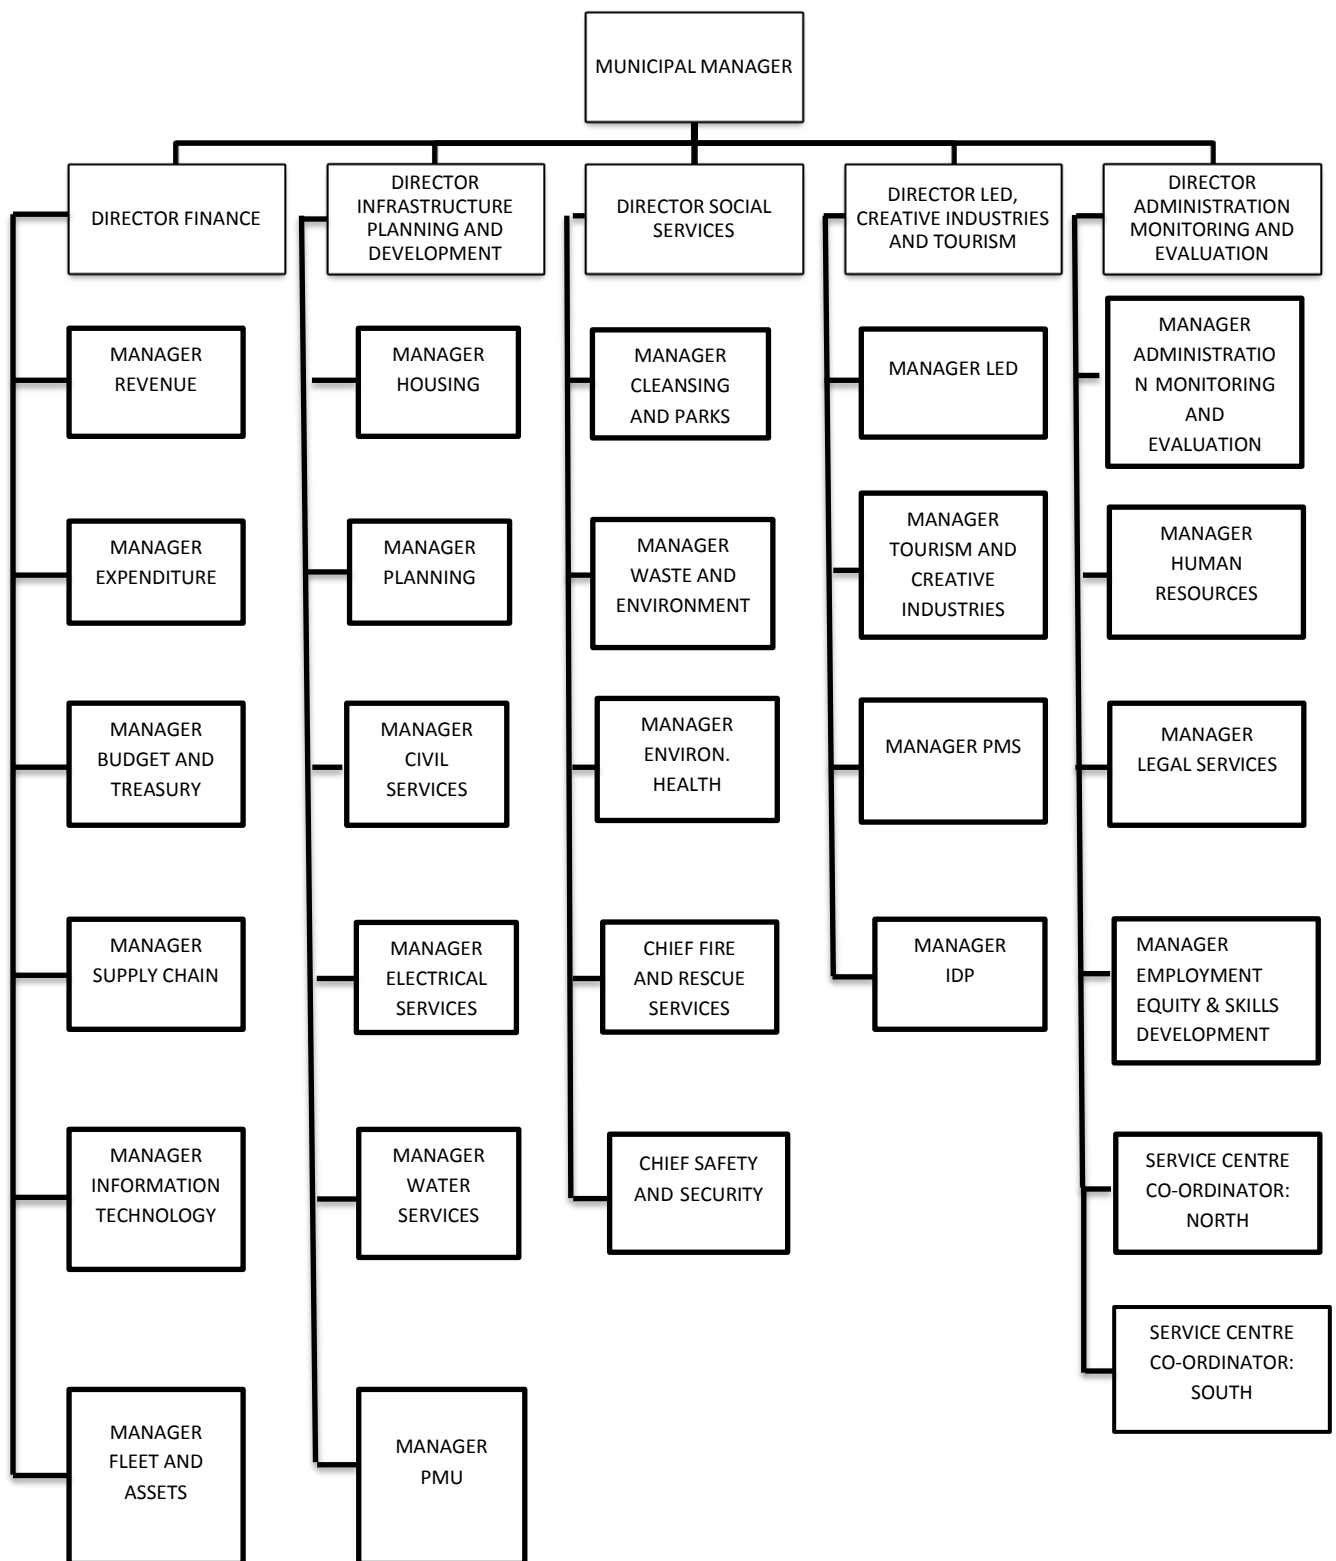 MUNICIPAL MANAGER
DIRECTOR FINANCE
DIRECTOR
INFRASTRUCTURE
PLANNING AND
DEVELOPMENT
DIRECTOR SOCIAL
SERVICES
DIRECTOR LED,
CREATIVE INDUSTRIES
AND TOURISM
DIRECTOR
ADMINISTRATION
MONITORING AND
EVALUATION
MANAGER
REVENUE
MANAGER
HOUSING
MANAGER
CLEANSING
AND PARKS
MANAGER LED
MANAGER
ADMINISTRATIO
N MONITORING
AND
EVALUATION
MANAGER
EXPENDITURE
MANAGER
PLANNING
MANAGER
WASTE AND
ENVIRONMENT
MANAGER
TOURISM AND
CREATIVE
INDUSTRIES
MANAGER
HUMAN
RESOURCES
MANAGER
BUDGET AND
TREASURY
MANAGER
CIVIL
SERVICES
MANAGER
ENVIRON.
HEALTH
MANAGER PMS
MANAGER
LEGAL SERVICES
MANAGER
SUPPLY CHAIN
MANAGER
ELECTRICAL
SERVICES
CHIEF FIRE
AND RESCUE
SERVICES
MANAGER
IDP
MANAGER
EMPLOYMENT
EQUITY & SKILLS
DEVELOPMENT
MANAGER
INFORMATION
TECHNOLOGY
MANAGER
WATER
SERVICES
CHIEF SAFETY
AND SECURITY
SERVICE CENTRE
CO-ORDINATOR:
NORTH
SERVICE CENTRE
CO-ORDINATOR:
SOUTH
MANAGER
FLEET AND
ASSETS
MANAGER
PMU